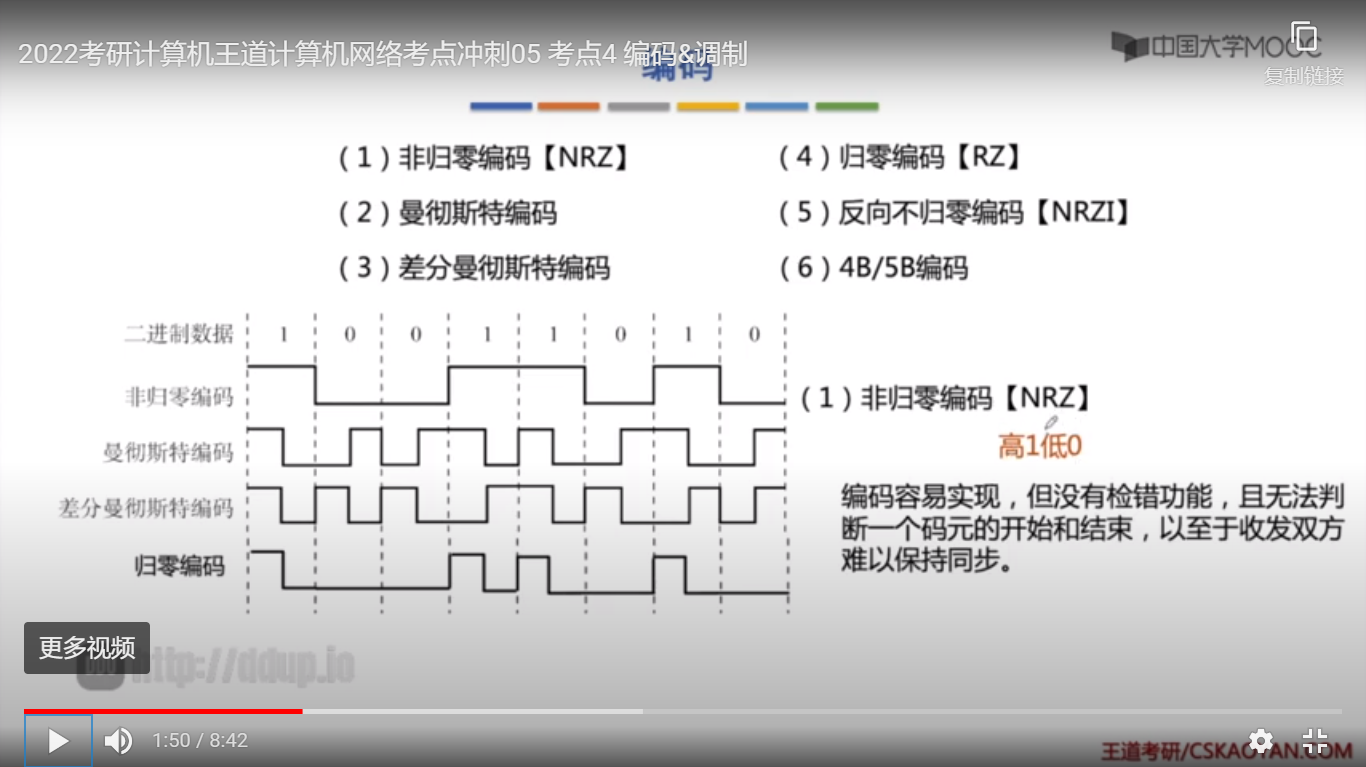 2022考研计算机王道计算机网络考点冲刺05 考点4 编码&调制
编码
中国大学MOOC
复制链接
（1）非归零编码【NRZ】
（4）归零编码【RZ】
（2）曼彻斯特编码
（5）反向不归零编码【NRZI】
（3）差分曼彻斯特编码
（6）4B/5B编码
二进制数据 1 0 0 1 1 0 1 0
非归零编码
（1）非归零编码【NRZ】
高1低0
曼彻斯特编码
差分曼彻斯特编码
归零编码
编码容易实现，但没有检错功能，且无法判
断一个码元的开始和结束，以至于收发双方
难以保持同步。
更多视频
http://ddup.io
1:50 / 8:42
王道考研/CSKAOYAN.COM